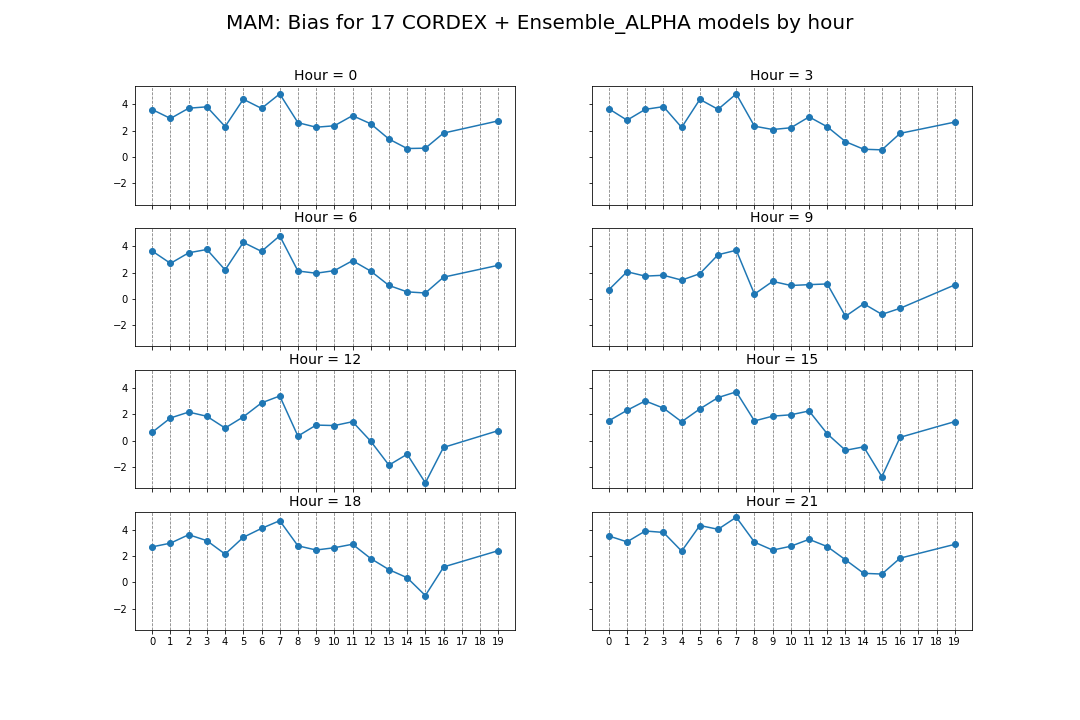 MAM: Bias for 17 CORDEX + Ensemble_ALPHA models by hour
Hour = 0
Hour = 3
4
2
0
−2
Hour = 6
Hour = 9
4
2
0
−2
Hour = 12
Hour = 15
4
2
0
−2
Hour = 18
Hour = 21
4
2
0
−2
0 1 2 3 4 5 6 7 8 9 10 11 12 13 14 15 16 17 18 19
0 1 2 3 4 5 6 7 8 9 10 11 12 13 14 15 16 17 18 19